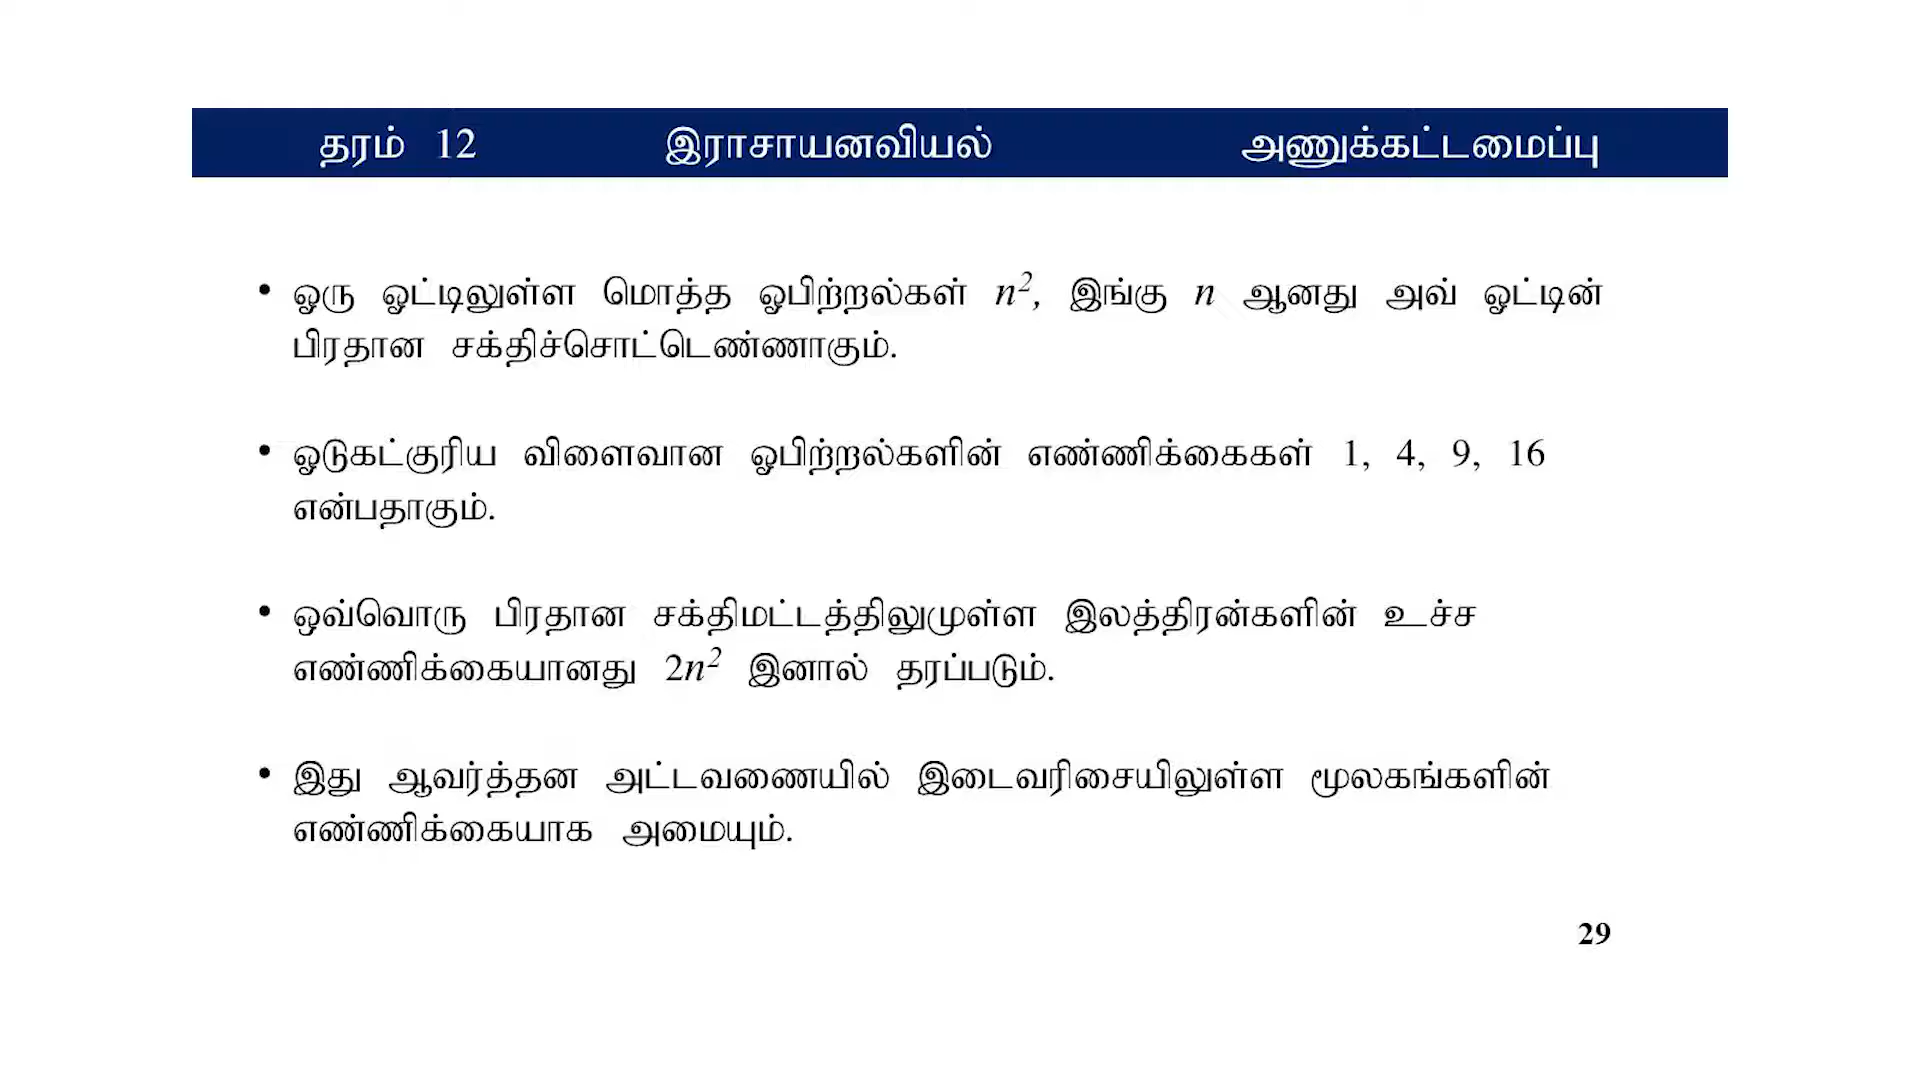 தரம் 12 இராசாயனவியல் அணுக்கட்டமைப்பு
• ஓரு ஓட்டிலுள்ள மொத்த ஓபிற்றல்கள் n², இங்கு n ஆனது அவ் ஓட்டின்
பிரதான சக்திச்சொட்டெண்ணாகும்.
• ஓடுகட்குரிய விளைவான ஓபிற்றல்களின் எண்ணிக்கைகள் 1, 4, 9, 16
என்பதாகும்.
• ஒவ்வொரு பிரதான சக்திமட்டத்திலுமுள்ள இலத்திரன்களின் உச்ச
எண்ணிக்கையானது 2n² இனால் தரப்படும்.
• இது ஆவர்த்தன அட்டவணையில் இடைவரிசையிலுள்ள மூலகங்களின்
எண்ணிக்கையாக அமையும்.
29